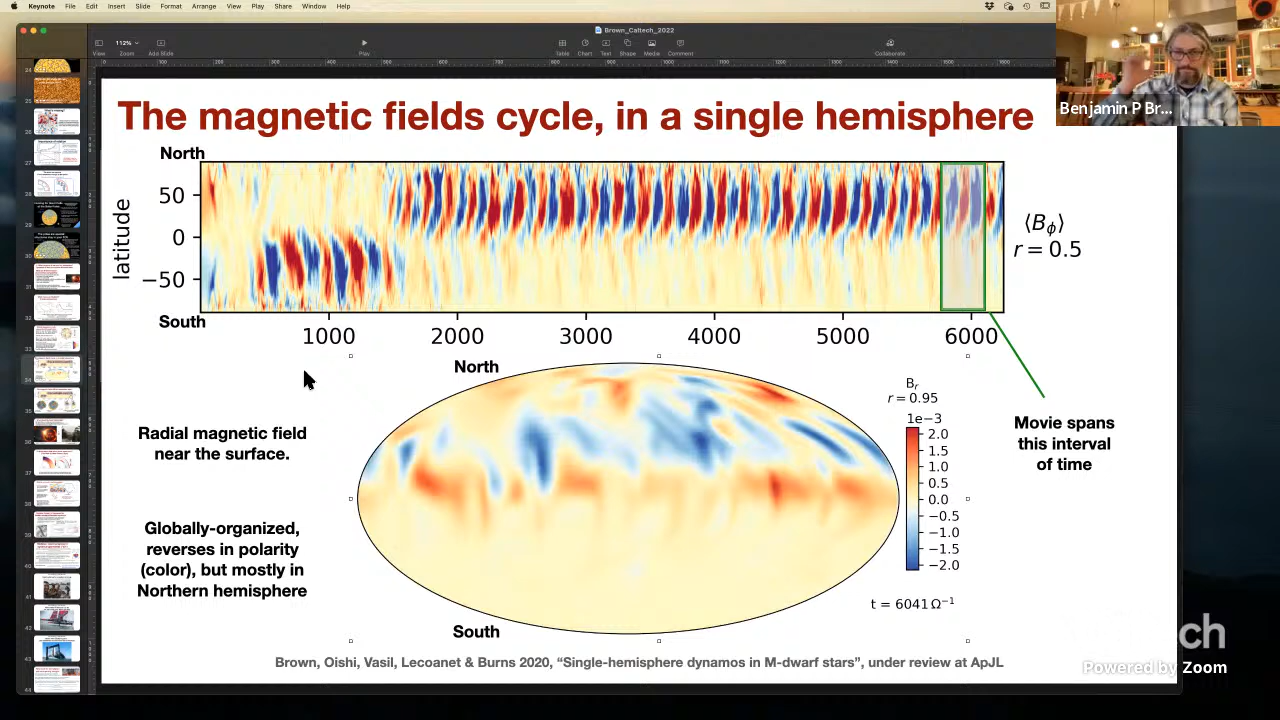 Keynote File Edit Insert Slide Format Arrange View Play Share Window Help
Brown_Caltech_2022
112%
View Zoom Add Slide Play Table Chart Text Shape Media Comment Collaborate
Benjamin P Br...
The magnetic fields cycle, in a single hemisphere
North
50
0
−50
latitude
South
1000 2000 3000 4000 5000 6000
⟨Bϕ⟩
r = 0.5
North
Radial magnetic field
near the surface.
Globally-organized,
reverses in polarity
(color), but mostly in
Northern hemisphere
South
Br
r = 0.95
1e−3
2.0
1.5
1.0
0.5
0.0
−0.5
−1.0
−1.5
−2.0
t = 6041 Ω⁻¹
Movie spans
this interval
of time
Brown, Oishi, Vasil, Lecoanet & Burns 2020, “Single-hemisphere dynamos in M-dwarf stars”, under review at ApJL
ch
Powered by Zoom